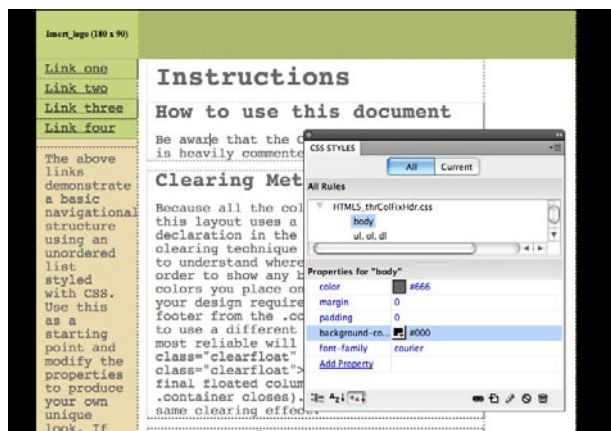 Insert_logo (180 x 90)
Link one
Link two
Link three
Link four
The above
links
demonstrate
a basic
navigational
structure
using an
unordered
list
styled
with CSS.
Use this
as a
starting
point and
modify the
properties
to produce
your own
unique
look. If
Instructions
How to use this document
Be aware that the C
is heavily commente
Clearing Met
Because all the col
this layout uses a
declaration in the
clearing technique
to understand where
order to show any b
colors you place on
your design require
footer from the .co
to use a different
most reliable will
class="clearfloat"
class="clearfloat">
final floated colum
.container closes).
same clearing effec
CSS STYLES
All Current
All Rules
HTML5_thrColFixHdr.css
body
ul, ol, dl
Properties for "body"
color #666
margin 0
padding 0
background-co... #000
font-family courier
Add Property